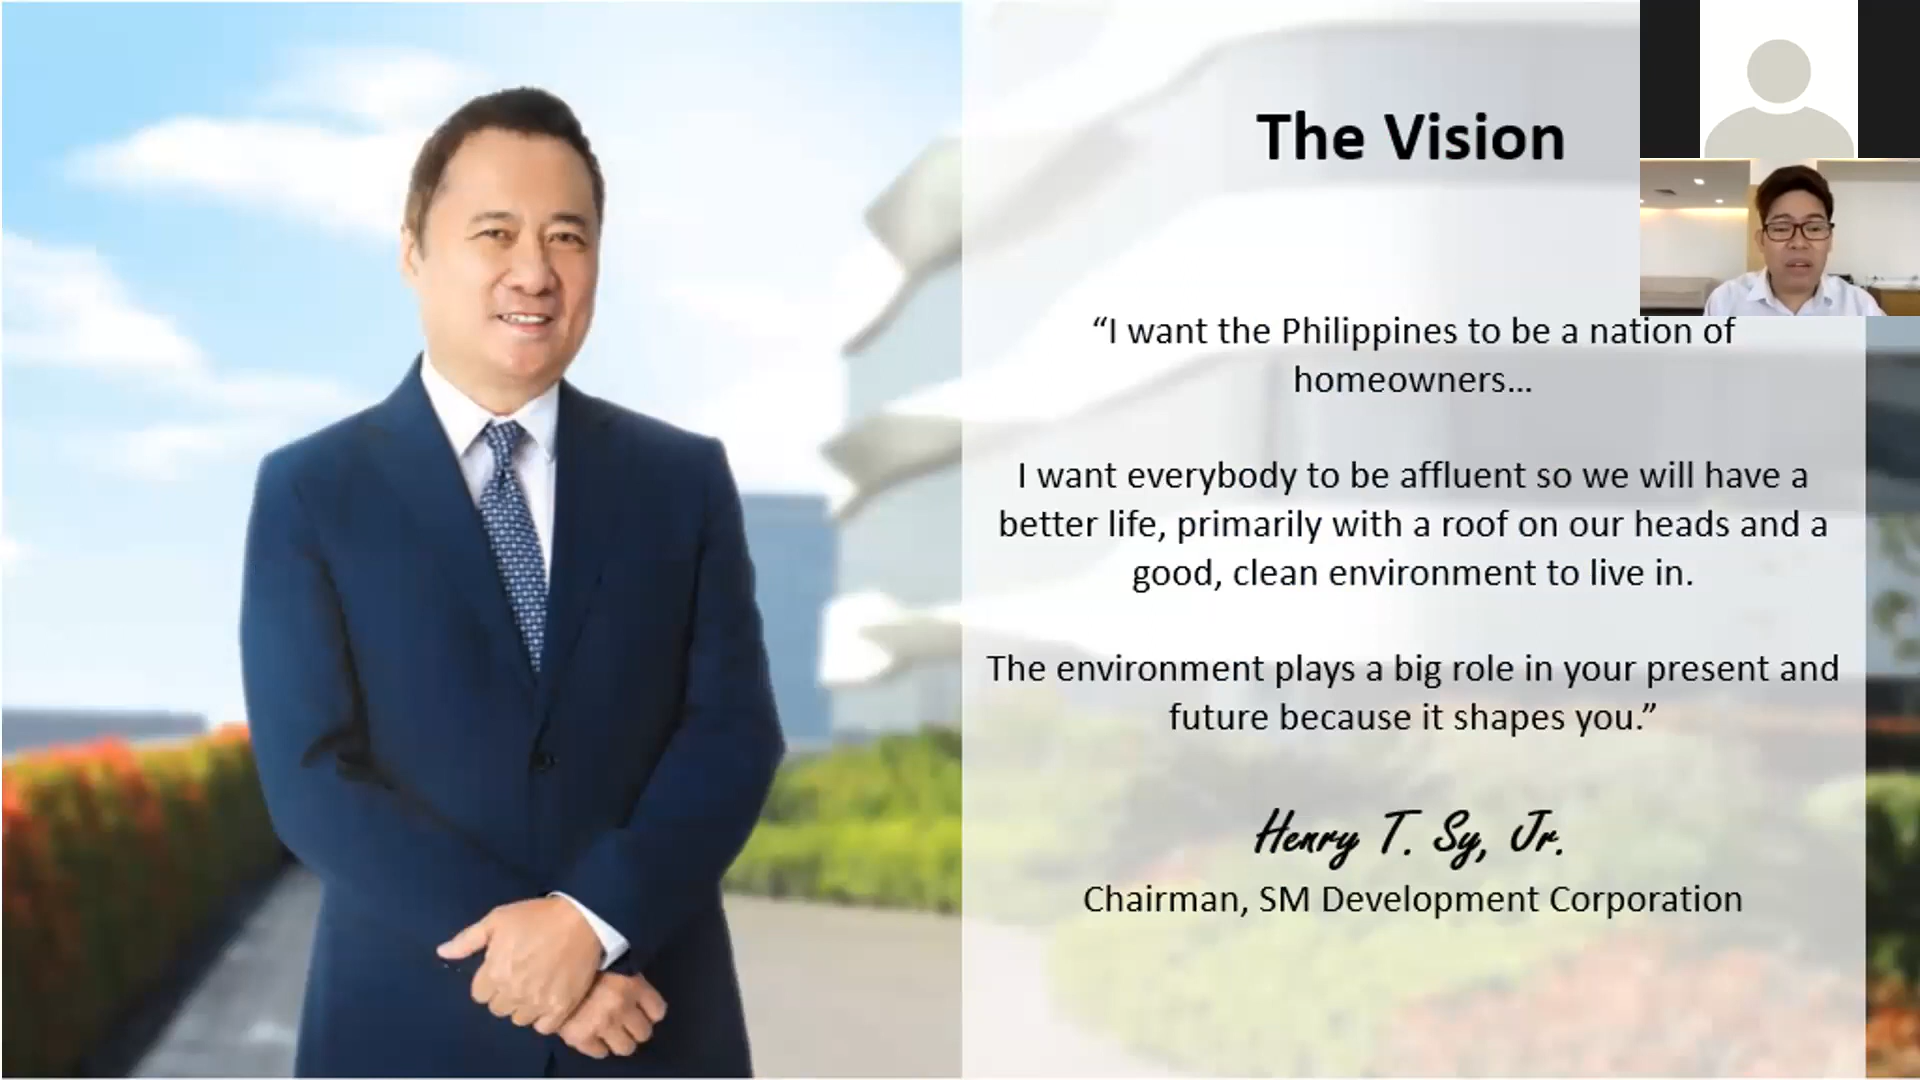 The Vision
“I want the Philippines to be a nation of
homeowners…
I want everybody to be affluent so we will have a
better life, primarily with a roof on our heads and a
good, clean environment to live in.
The environment plays a big role in your present and
future because it shapes you.”
Henry T. Sy, Jr.
Chairman, SM Development Corporation